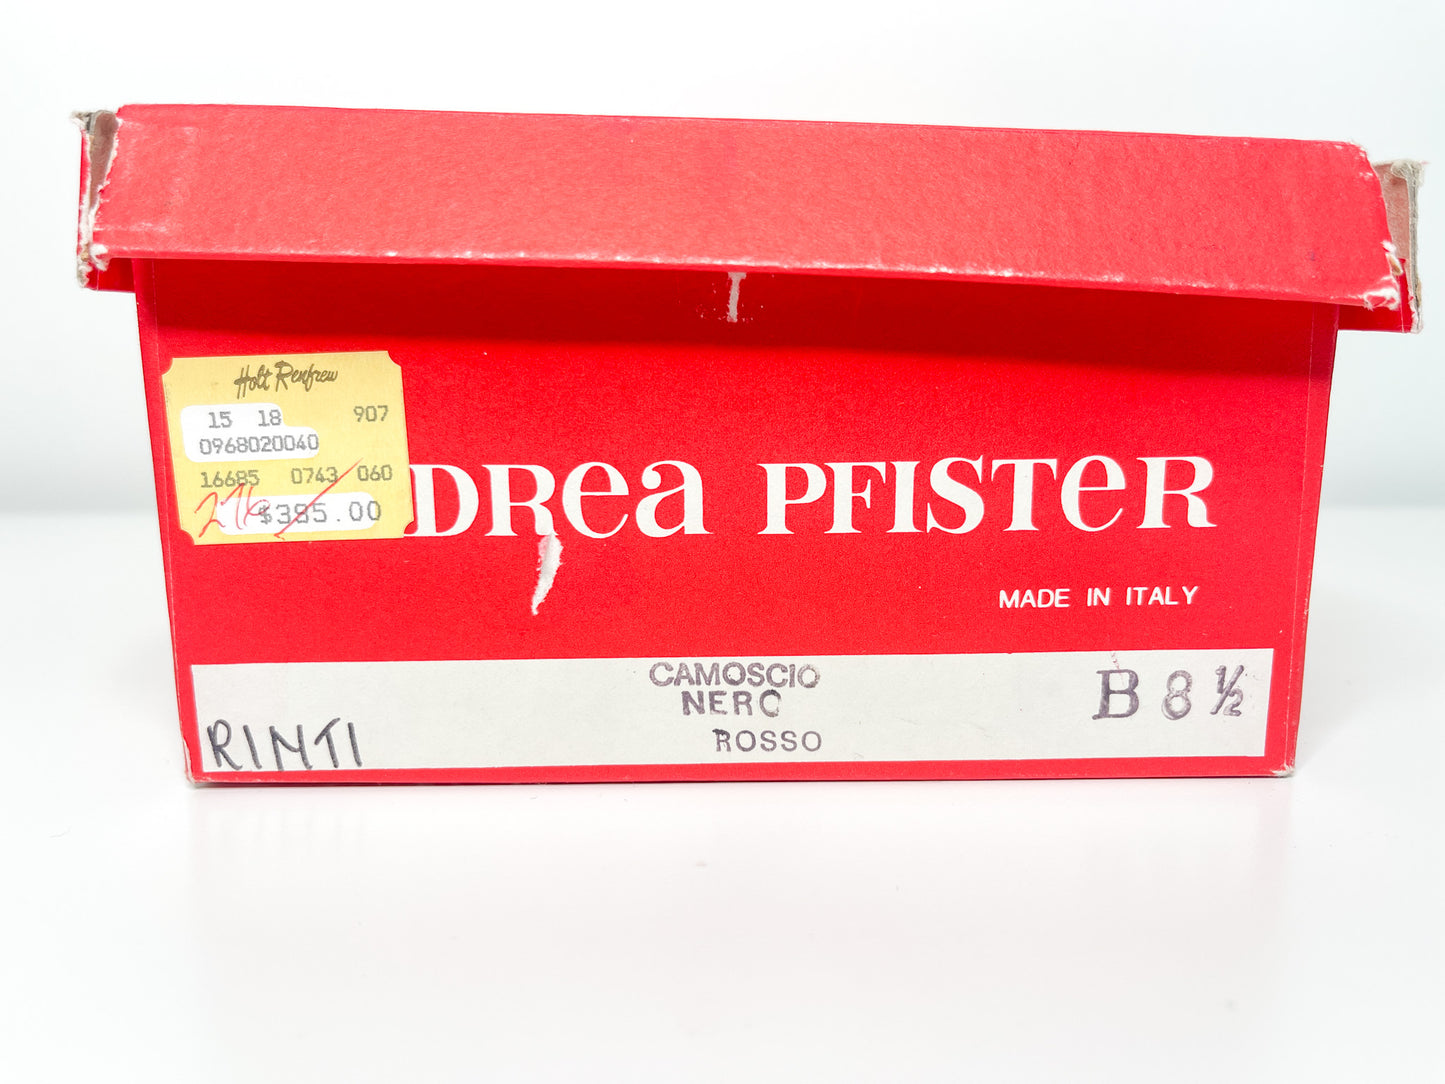 Holt Renfrew
15 18 907
0968020040
16685 0743 060
$385.00
DREA PFISTER
MADE IN ITALY
CAMOSCIO
NERO
ROSSO
B 8 ½
RIMTI